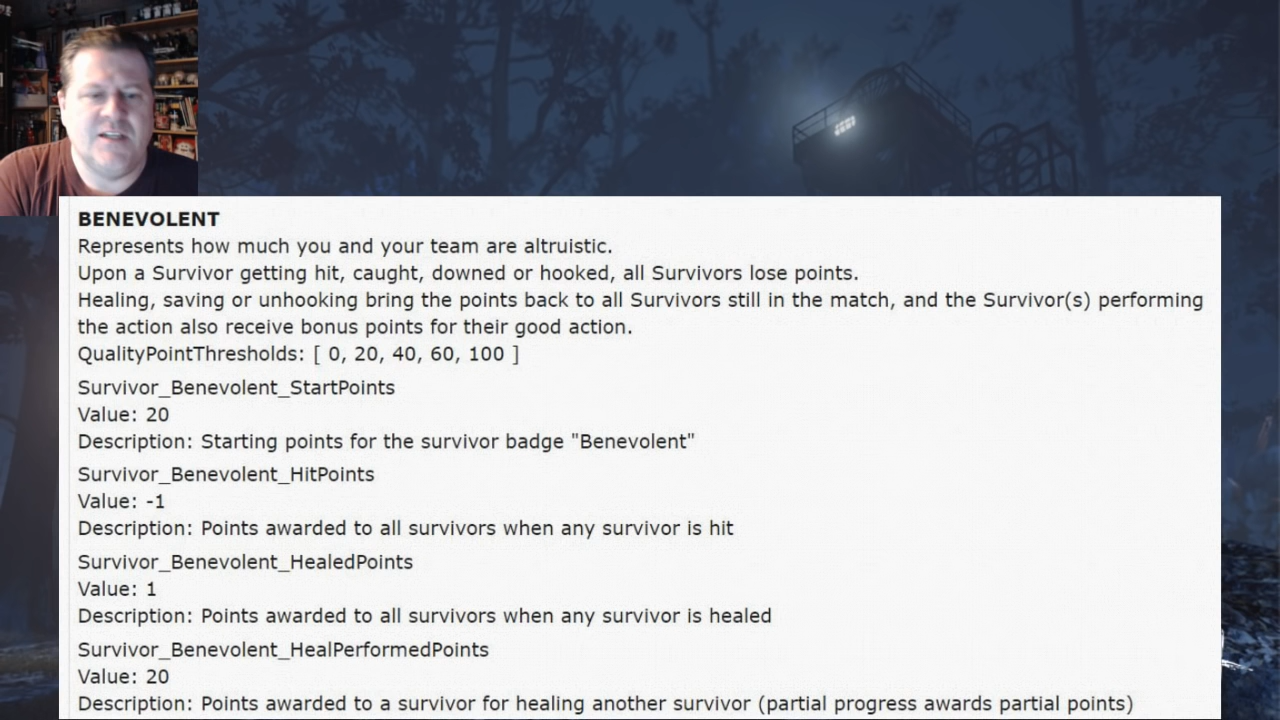 BENEVOLENT
Represents how much you and your team are altruistic.
Upon a Survivor getting hit, caught, downed or hooked, all Survivors lose points.
Healing, saving or unhooking bring the points back to all Survivors still in the match, and the Survivor(s) performing
the action also receive bonus points for their good action.
QualityPointThresholds: [ 0, 20, 40, 60, 100 ]
Survivor_Benevolent_StartPoints
Value: 20
Description: Starting points for the survivor badge "Benevolent"
Survivor_Benevolent_HitPoints
Value: -1
Description: Points awarded to all survivors when any survivor is hit
Survivor_Benevolent_HealedPoints
Value: 1
Description: Points awarded to all survivors when any survivor is healed
Survivor_Benevolent_HealPerformedPoints
Value: 20
Description: Points awarded to a survivor for healing another survivor (partial progress awards partial points)